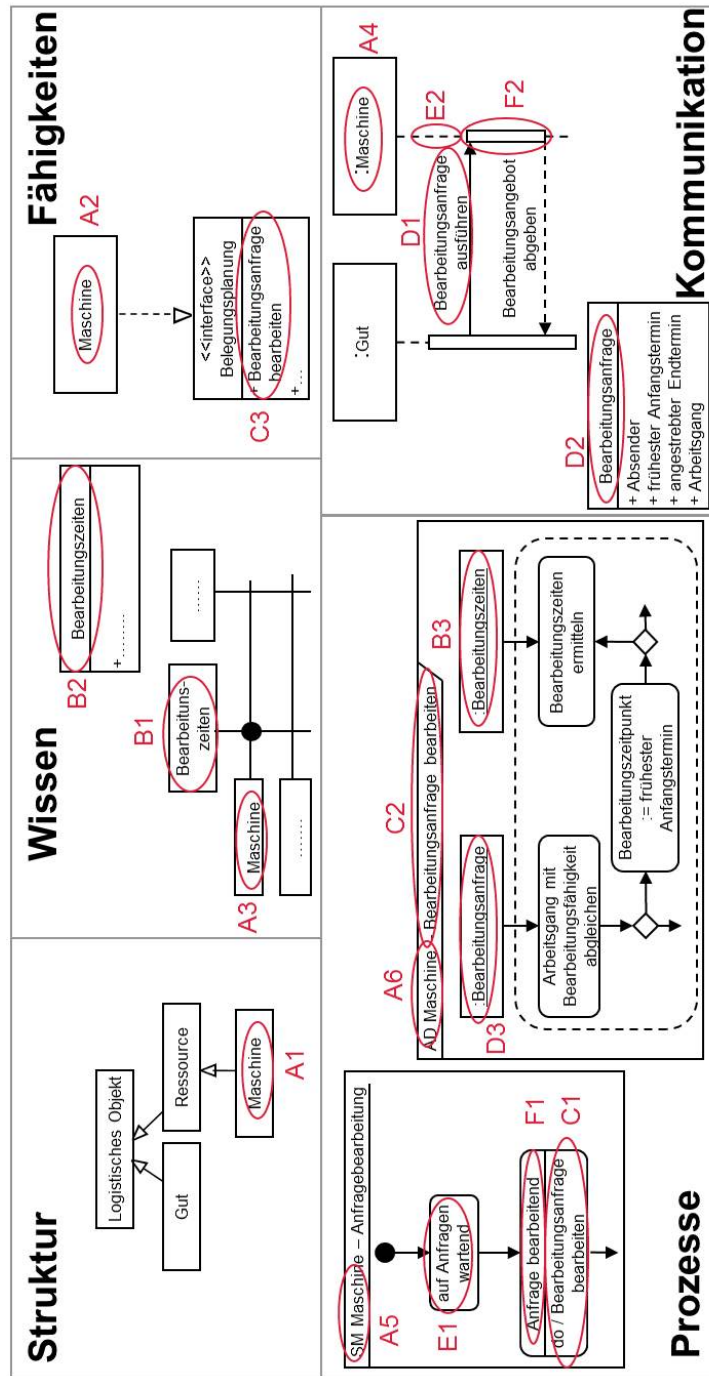 Struktur
Logistisches Objekt
Gut
Ressource
Maschine
A1
Wissen
B2
Bearbeitungszeiten
+.........
B1
Bearbeituns-
zeiten
.......
A3
Maschine
........
Fähigkeiten
Maschine
A2
<<interface>>
Belegungsplanung
C3
+ Bearbeitungsanfrage
bearbeiten
+....
Prozesse
SM Maschine – Anfragebearbeitung
A5
E1
auf Anfragen
wartend
F1
Anfrage bearbeitend
do / Bearbeitungsanfrage
bearbeiten
C1
A6
C2
AD Maschine – Bearbeitungsanfrage bearbeiten
D3
:Bearbeitungsanfrage
B3
:Bearbeitungszeiten
Arbeitsgang mit
Bearbeitungsfähigkeit
abgleichen
Bearbeitungszeiten
ermitteln
Bearbeitungszeitpunkt
:= frühester
Anfangstermin
Kommunikation
:Gut
:Maschine
A4
D1
E2
Bearbeitungsanfrage
ausführen
F2
Bearbeitungsangebot
abgeben
D2
Bearbeitungsanfrage
+ Absender
+ frühester Anfangstermin
+ angestrebter Endtermin
+ Arbeitsgang